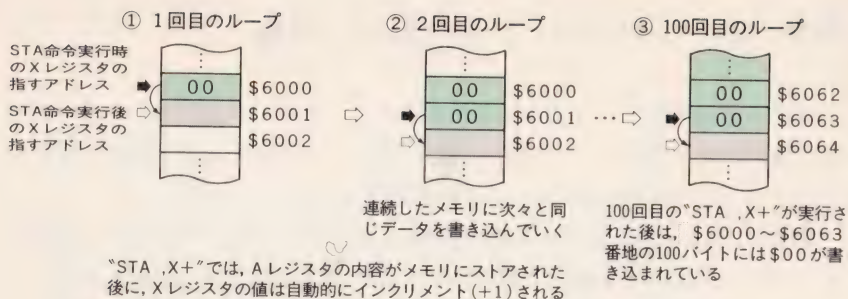 ① 1回目のループ
STA命令実行時
のXレジスタの
指すアドレス
STA命令実行後
のXレジスタの
指すアドレス
⋮
00 $6000
$6001
$6002
⋮
② 2回目のループ
⋮
00 $6000
00 $6001
$6002
⋮
…
③ 100回目のループ
⋮
00 $6062
00 $6063
$6064
⋮
連続したメモリに次々と同
じデータを書き込んでいく
100回目の〝STA ,X+〞が実行さ
れた後は, $6000〜$6063
番地の100バイトには$00が書
き込まれている
〝STA ,X+〞では, Aレジスタの内容がメモリにストアされた
後に, Xレジスタの値は自動的にインクリメント(+1)される